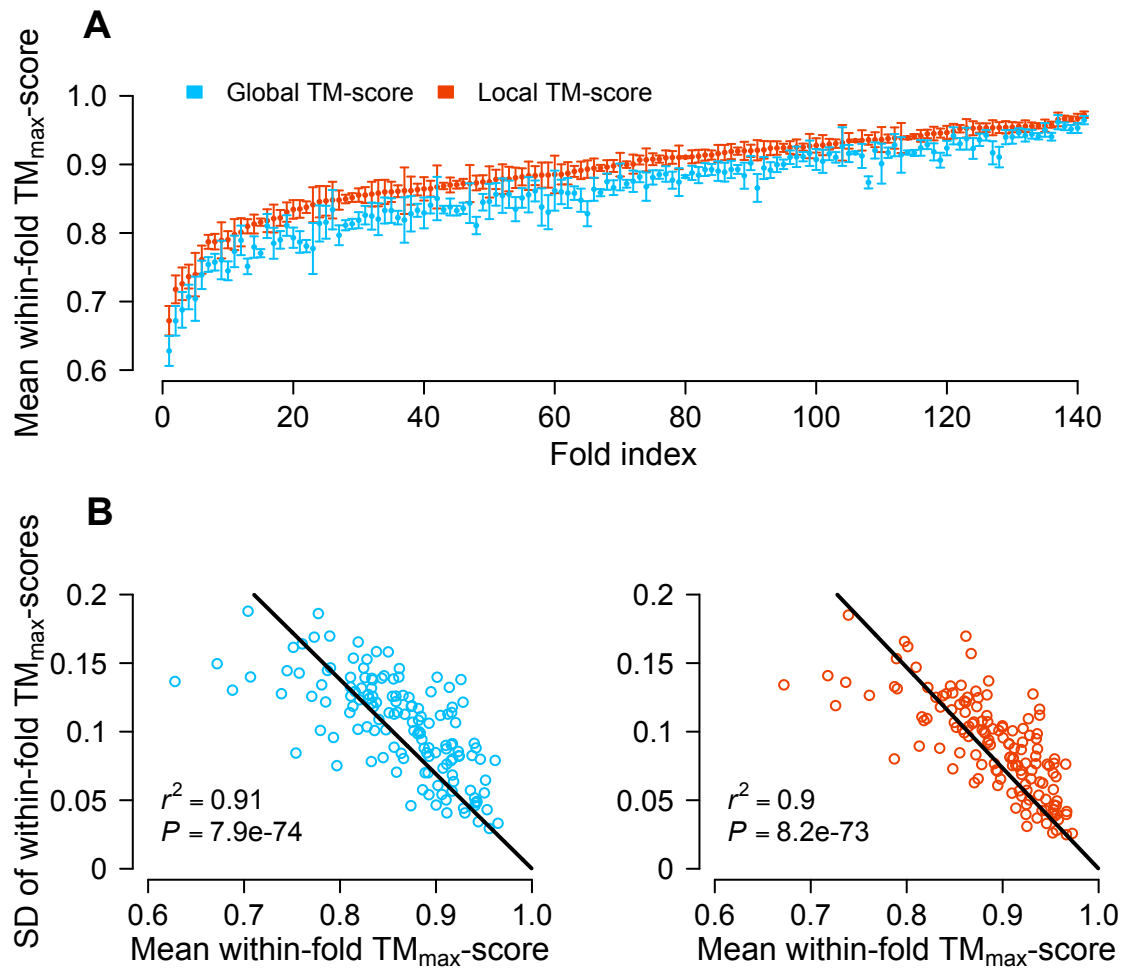 A
Mean wihin-fold TMmax-score
Global TM-score Local TM-score
1.0
0.9
0.8
0.7
0.6
0 20 40 60 80 100 120 140
Fold index
B
SD of within-fold TMmax-scores
0.2
0.15
0.1
0.05
0
r² = 0.91
P = 7.9e-74
0.6 0.7 0.8 0.9 1.0
Mean within-fold TMmax-score
0.2
0.15
0.1
0.05
0
r² = 0.9
P = 8.2e-73
0.6 0.7 0.8 0.9 1.0
Mean within-fold TMmax-score